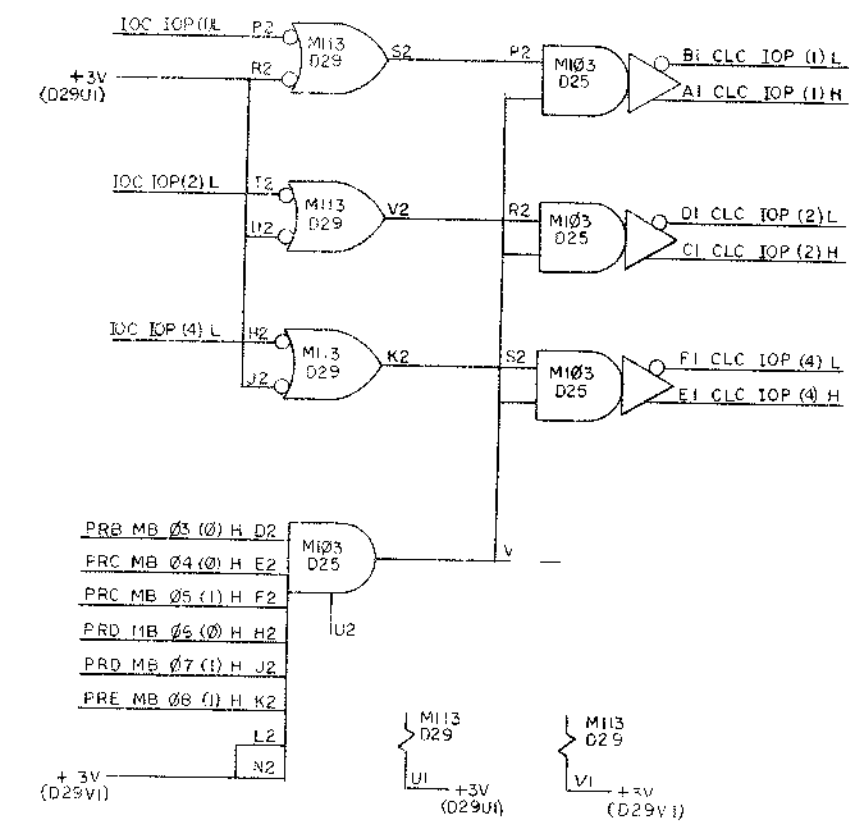 IOC IOP(1)L P2
M113
D29
S2
P2
M1Ø3
D25
B1 CLC IOP (1) L
A1 CLC IOP (1) H
R2
+3V
(D29U1)
IOC IOP(2) L T2
M113
D29
V2
R2
M1Ø3
D25
D1 CLC IOP (2) L
C1 CLC IOP (2) H
U2
IOC IOP (4) L H2
M113
D29
K2
S2
M1Ø3
D25
F1 CLC IOP (4) L
E1 CLC IOP (4) H
J2
PRB MB Ø3 (0) H D2
PRC MB Ø4 (Ø) H E2
PRC MB Ø5 (1) H F2
PRD MB Ø6 (Ø) H H2
PRD MB Ø7 (1) H J2
PRE MB Ø8 (1) H K2
L2
N2
+3V
(D29V1)
M1Ø3
D25
V
U2
M113
D29
U1
+3V
(D29U1)
M113
D29
V1
+3V
(D29V1)